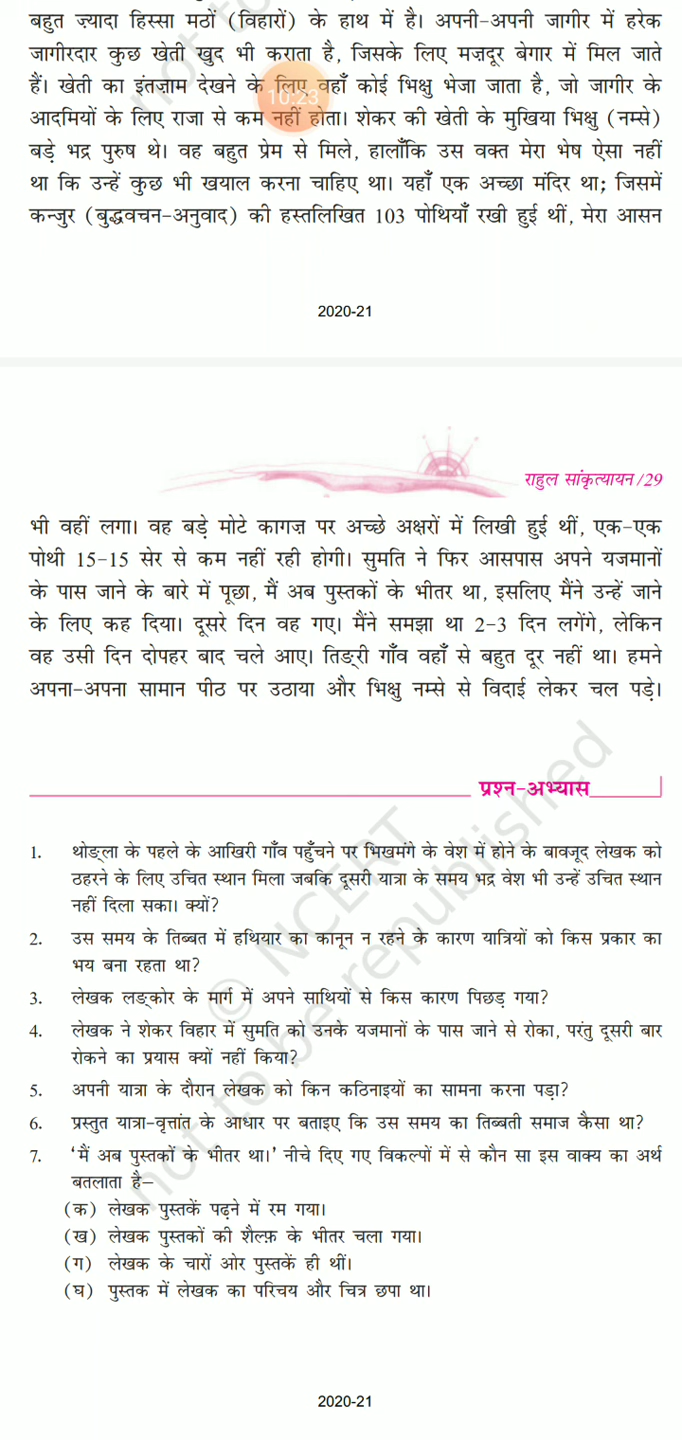 बहुत ज़्यादा हिस्सा मठों (विहारों) के हाथ में है। अपनी-अपनी जागीर में हरेक
जागीरदार कुछ खेती खुद भी कराता है, जिसके लिए मज़दूर बेगार में मिल जाते
हैं। खेती का इंतज़ाम देखने के लिए वहाँ कोई भिक्षु भेजा जाता है, जो जागीर के
10:23
आदमियों के लिए राजा से कम नहीं होता। शेकर की खेती के मुखिया भिक्षु (नम्से)
बड़े भद्र पुरुष थे। वह बहुत प्रेम से मिले, हालाँकि उस वक्त मेरा भेष ऐसा नहीं
था कि उन्हें कुछ भी खयाल करना चाहिए था। यहाँ एक अच्छा मंदिर था; जिसमें
कन्जुर (बुद्धवचन-अनुवाद) की हस्तलिखित 103 पोथियाँ रखी हुई थीं, मेरा आसन
2020-21
राहुल सांकृत्यायन/29
भी वहीं लगा। वह बड़े मोटे कागज़ पर अच्छे अक्षरों में लिखी हुई थीं, एक-एक
पोथी 15-15 सेर से कम नहीं रही होगी। सुमति ने फिर आसपास अपने यजमानों
के पास जाने के बारे में पूछा, मैं अब पुस्तकों के भीतर था, इसलिए मैंने उन्हें जाने
के लिए कह दिया। दूसरे दिन वह गए। मैंने समझा था 2-3 दिन लगेंगे, लेकिन
वह उसी दिन दोपहर बाद चले आए। तिङ्री गाँव वहाँ से बहुत दूर नहीं था। हमने
अपना-अपना सामान पीठ पर उठाया और भिक्षु नम्से से विदाई लेकर चल पड़े।
प्रश्न-अभ्यास
1. थोङ्ला के पहले के आखिरी गाँव पहुँचने पर भिखमंगे के वेश में होने के बावजूद लेखक को
ठहरने के लिए उचित स्थान मिला जबकि दूसरी यात्रा के समय भद्र वेश भी उन्हें उचित स्थान
नहीं दिला सका। क्यों?
2. उस समय के तिब्बत में हथियार का कानून न रहने के कारण यात्रियों को किस प्रकार का
भय बना रहता था?
3. लेखक लङ्कोर के मार्ग में अपने साथियों से किस कारण पिछड़ गया?
4. लेखक ने शेकर विहार में सुमति को उनके यजमानों के पास जाने से रोका, परंतु दूसरी बार
रोकने का प्रयास क्यों नहीं किया?
5. अपनी यात्रा के दौरान लेखक को किन कठिनाइयों का सामना करना पड़ा?
6. प्रस्तुत यात्रा-वृत्तांत के आधार पर बताइए कि उस समय का तिब्बती समाज कैसा था?
7. 'मैं अब पुस्तकों के भीतर था।' नीचे दिए गए विकल्पों में से कौन सा इस वाक्य का अर्थ
बतलाता है–
(क) लेखक पुस्तकें पढ़ने में रम गया।
(ख) लेखक पुस्तकों की शैल्फ़ के भीतर चला गया।
(ग) लेखक के चारों ओर पुस्तकें ही थीं।
(घ) पुस्तक में लेखक का परिचय और चित्र छपा था।
© NCERT
not to be republished
2020-21